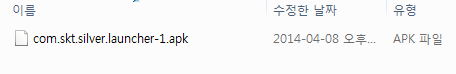 이름 수정한 날짜 유형
com.skt.silver.launcher-1.apk 2014-04-08 오후... APK 파일